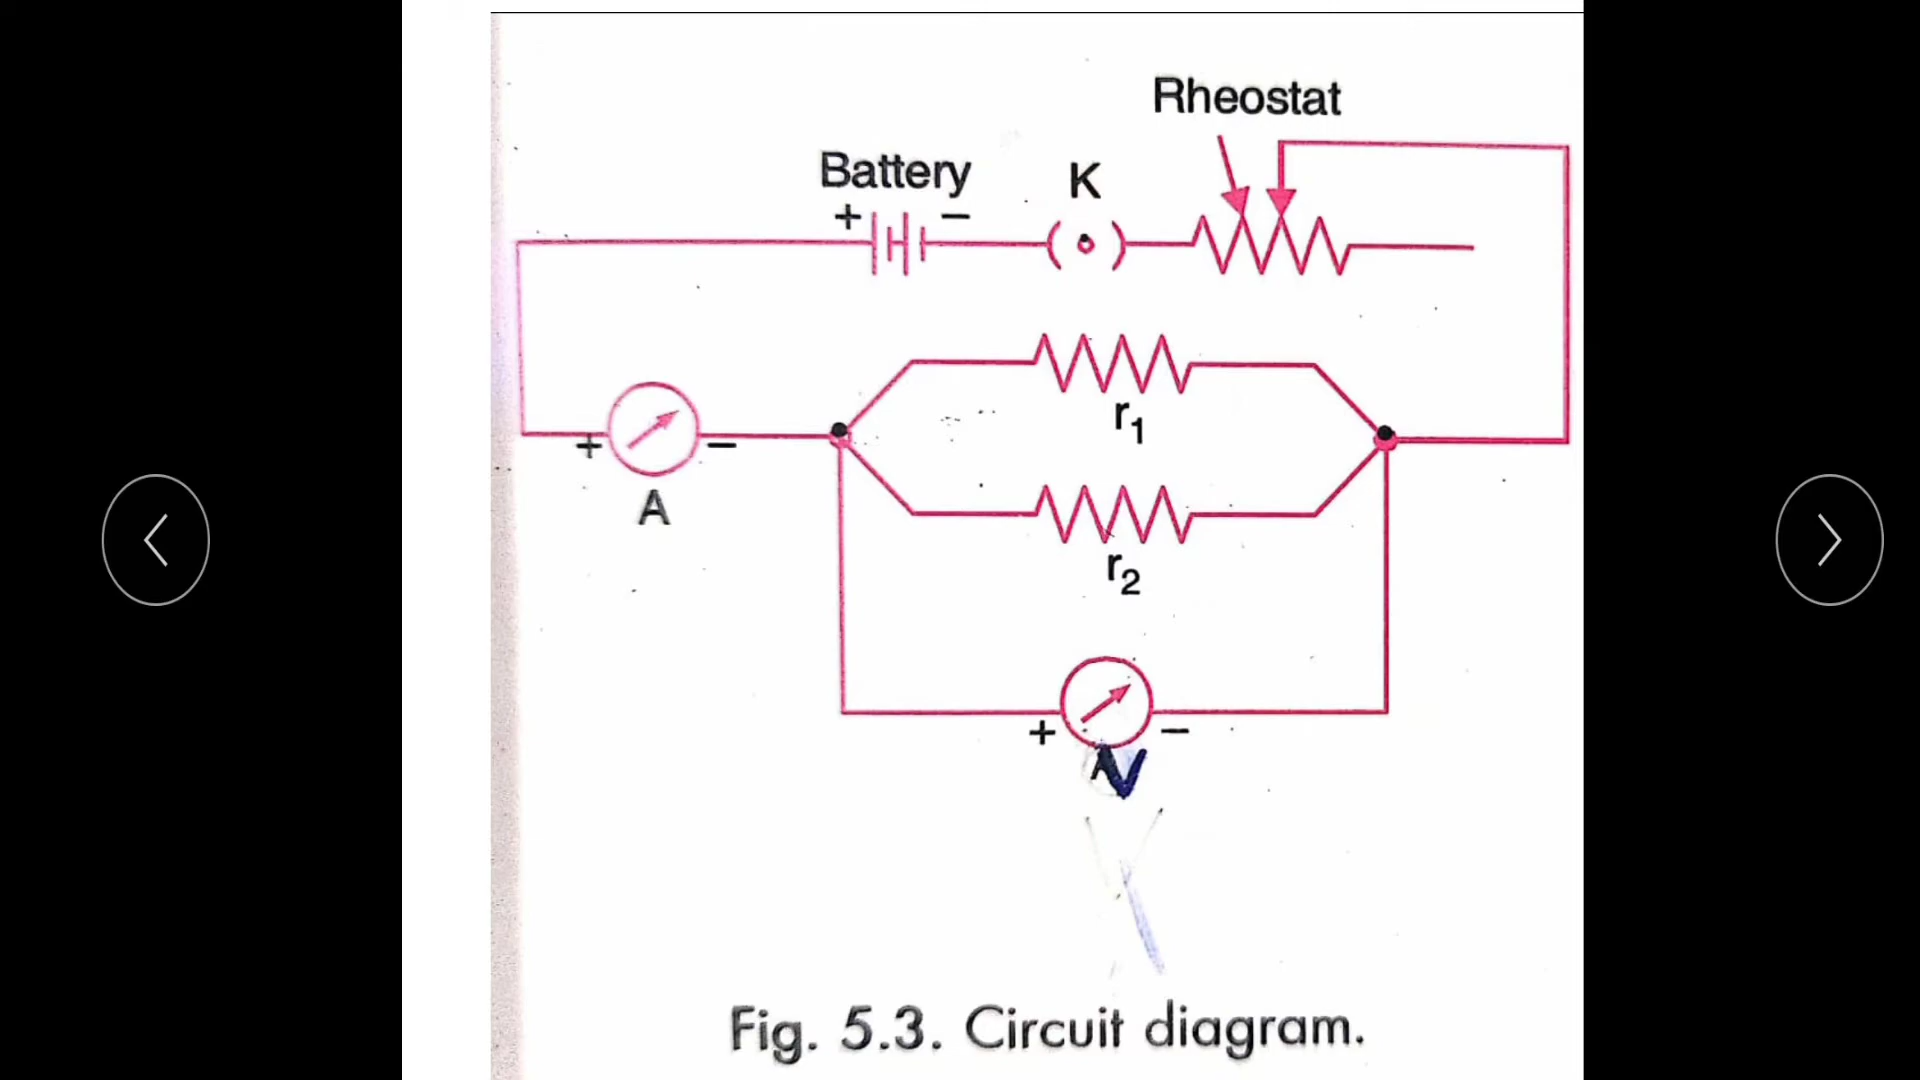 Rheostat
Battery
K
+ −
r1
+ −
A
r2
+ −
V
Fig. 5.3. Circuit diagram.